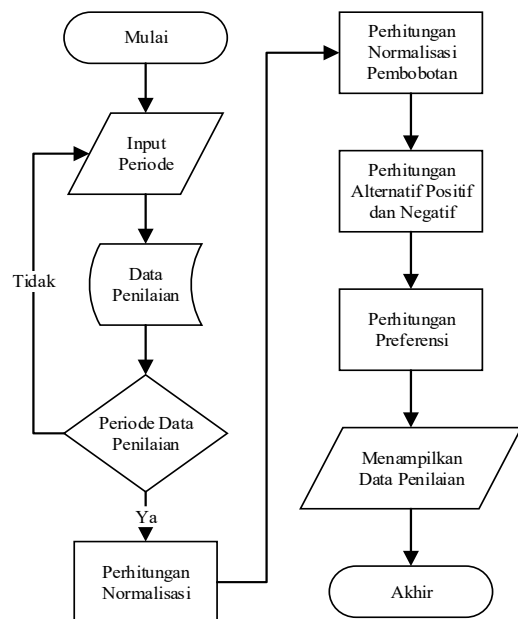 Mulai
Input
Periode
Data
Penilaian
Tidak
Periode Data
Penilaian
Ya
Perhitungan
Normalisasi
Perhitungan
Normalisasi
Pembobotan
Perhitungan
Alternatif Positif
dan Negatif
Perhitungan
Preferensi
Menampilkan
Data Penilaian
Akhir